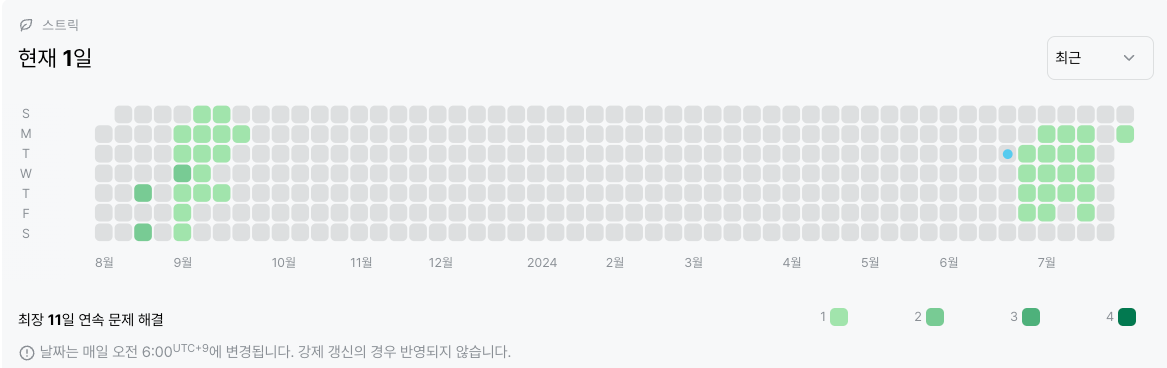 스트릭
현재 1일
최근
S
M
T
W
T
F
S
8월 9월 10월 11월 12월 2024 2월 3월 4월 5월 6월 7월
최장 11일 연속 문제 해결
1 2 3 4
날짜는 매일 오전 6:00UTC+9에 변경됩니다. 강제 갱신의 경우 반영되지 않습니다.